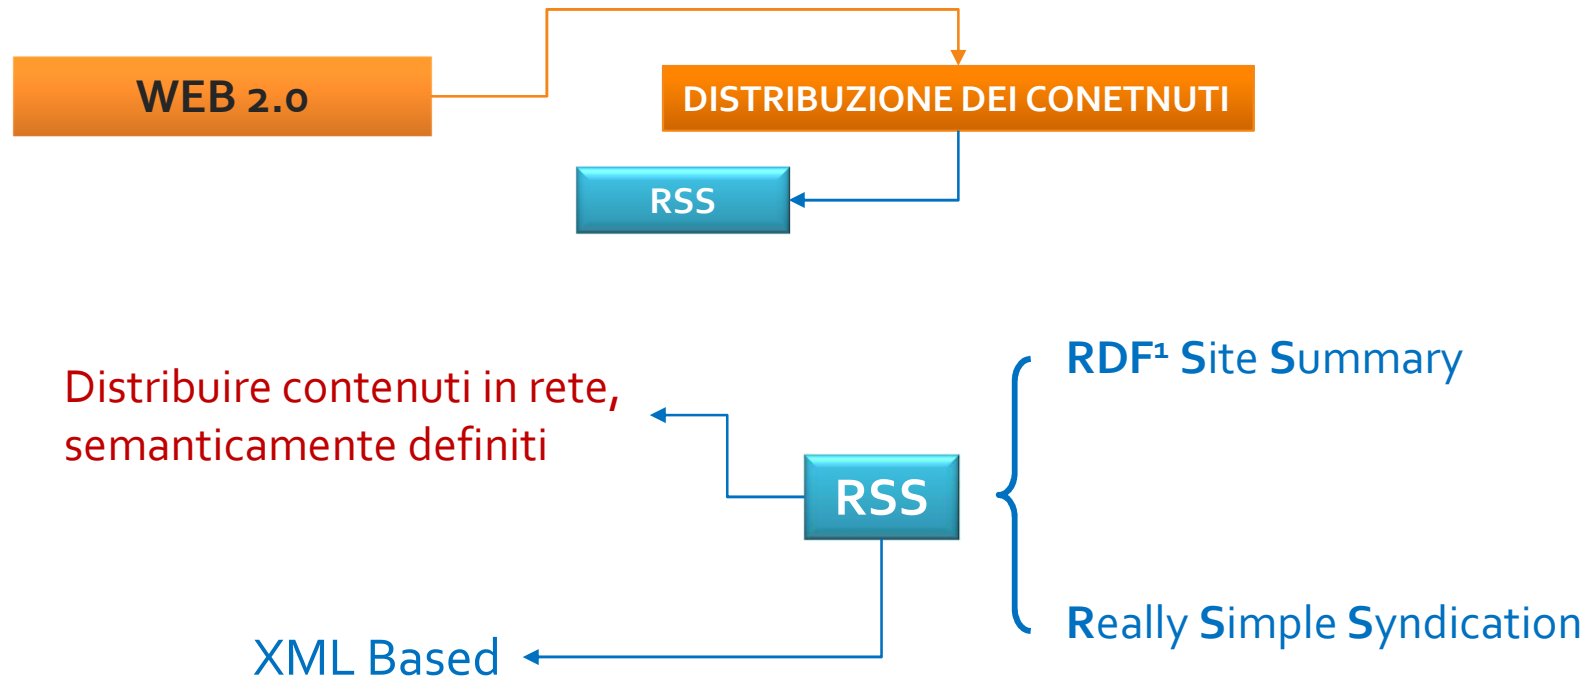 WEB 2.0
DISTRIBUZIONE DEI CONETNUTI
RSS
RDF¹ Site Summary
Distribuire contenuti in rete,
semanticamente definiti
RSS
Really Simple Syndication
XML Based